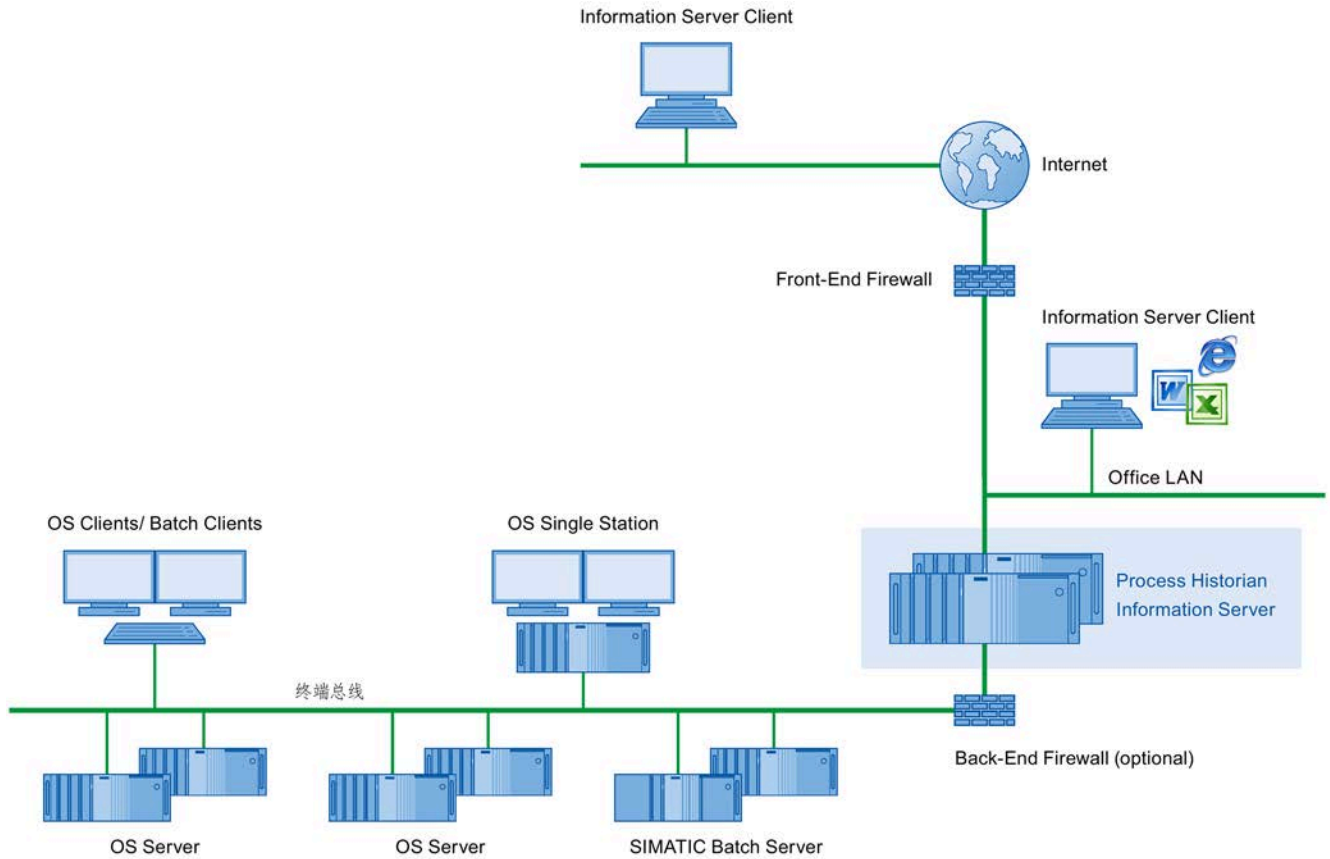 Information Server Client
Internet
Front-End Firewall
Information Server Client
W
X
Office LAN
OS Clients/ Batch Clients
OS Single Station
Process Historian
Information Server
终端总线
Back-End Firewall (optional)
OS Server
OS Server
SIMATIC Batch Server